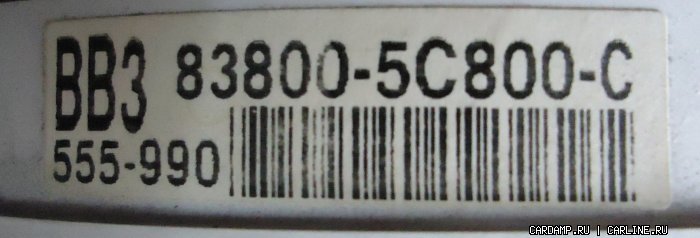 BB3 83800-5C800-C
555-990
CARDAMP.RU | CARLINE.RU